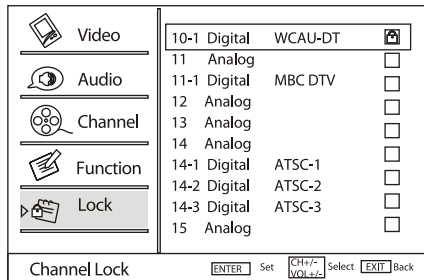 Video
Audio
Channel
Function
Lock
10-1 Digital WCAU-DT
11 Analog
11-1 Digital MBC DTV
12 Analog
13 Analog
14 Analog
14-1 Digital ATSC-1
14-2 Digital ATSC-2
14-3 Digital ATSC-3
15 Analog
Channel Lock ENTER Set CH+/- VOL+/- Select EXIT Back